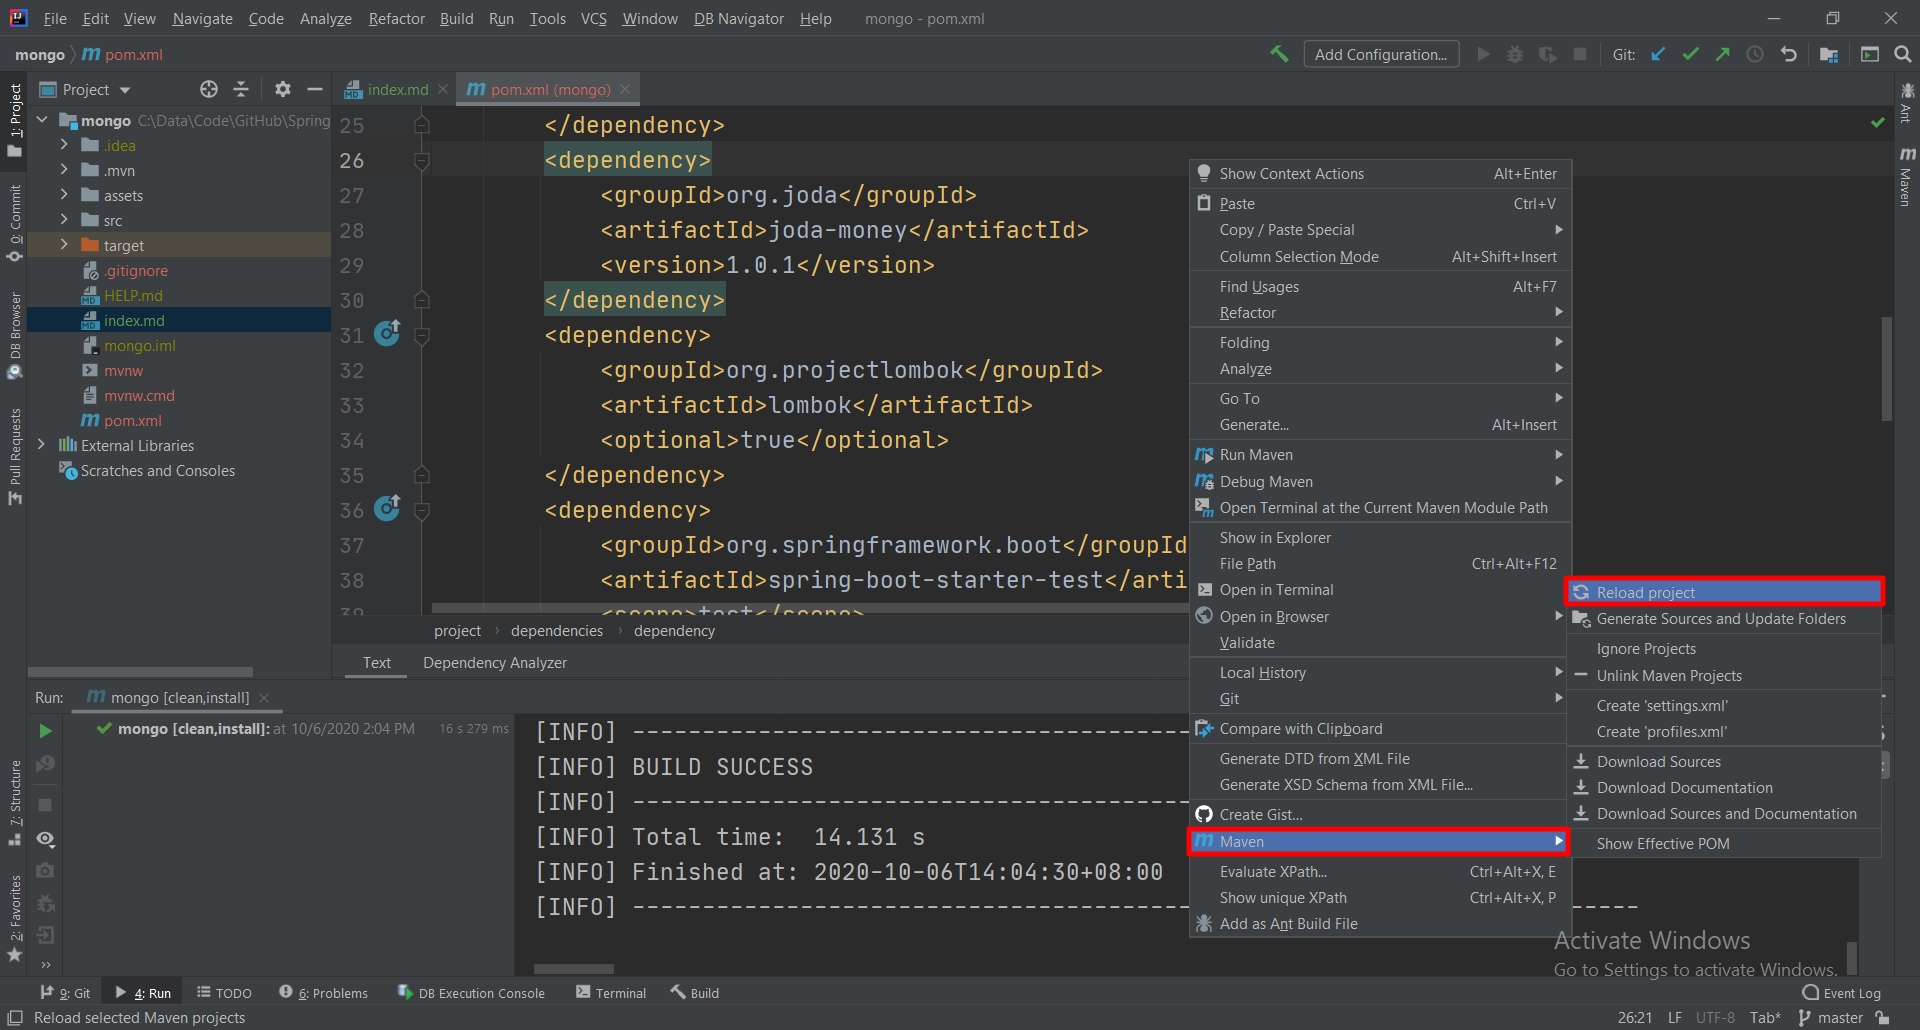 File Edit View Navigate Code Analyze Refactor Build Run Tools VCS Window DB Navigator Help mongo - pom.xml
mongo pom.xml Add Configuration... Git:
Project index.md pom.xml (mongo)
1: Project
0: Commit
DB Browser
Pull Requests
7: Structure
2: Favorites
mongo C:\Data\Code\GitHub\Spring
.idea
.mvn
assets
src
target
.gitignore
HELP.md
index.md
mongo.iml
mvnw
mvnw.cmd
pom.xml
External Libraries
Scratches and Consoles
25 </dependency>
26 <dependency>
27 <groupId>org.joda</groupId>
28 <artifactId>joda-money</artifactId>
29 <version>1.0.1</version>
30 </dependency>
31 <dependency>
32 <groupId>org.projectlombok</groupId>
33 <artifactId>lombok</artifactId>
34 <optional>true</optional>
35 </dependency>
36 <dependency>
37 <groupId>org.springframework.boot</groupId
38 <artifactId>spring-boot-starter-test</arti
39 <scope>test</scope>
project dependencies dependency
Text Dependency Analyzer
Show Context Actions Alt+Enter
Paste Ctrl+V
Copy / Paste Special
Column Selection Mode Alt+Shift+Insert
Find Usages Alt+F7
Refactor
Folding
Analyze
Go To
Generate... Alt+Insert
Run Maven
Debug Maven
Open Terminal at the Current Maven Module Path
Show in Explorer
File Path Ctrl+Alt+F12
Open in Terminal
Open in Browser
Validate
Local History
Git
Compare with Clipboard
Generate DTD from XML File
Generate XSD Schema from XML File...
Create Gist...
Maven
Evaluate XPath... Ctrl+Alt+X, E
Show unique XPath Ctrl+Alt+X, P
Add as Ant Build File
Reload project
Generate Sources and Update Folders
Ignore Projects
Unlink Maven Projects
Create 'settings.xml'
Create 'profiles.xml'
Download Sources
Download Documentation
Download Sources and Documentation
Show Effective POM
Ant
Maven
Run: mongo [clean,install]
mongo [clean,install]: at 10/6/2020 2:04 PM 16 s 279 ms
[INFO] ----------------------------------------
[INFO] BUILD SUCCESS
[INFO] ----------------------------------------
[INFO] Total time:  14.131 s
[INFO] Finished at: 2020-10-06T14:04:30+08:00
[INFO] ------------------------------------------------------------------------
Activate Windows
Go to Settings to activate Windows.
9: Git 4: Run TODO 6: Problems DB Execution Console Terminal Build Event Log
Reload selected Maven projects 26:21 LF UTF-8 Tab* master